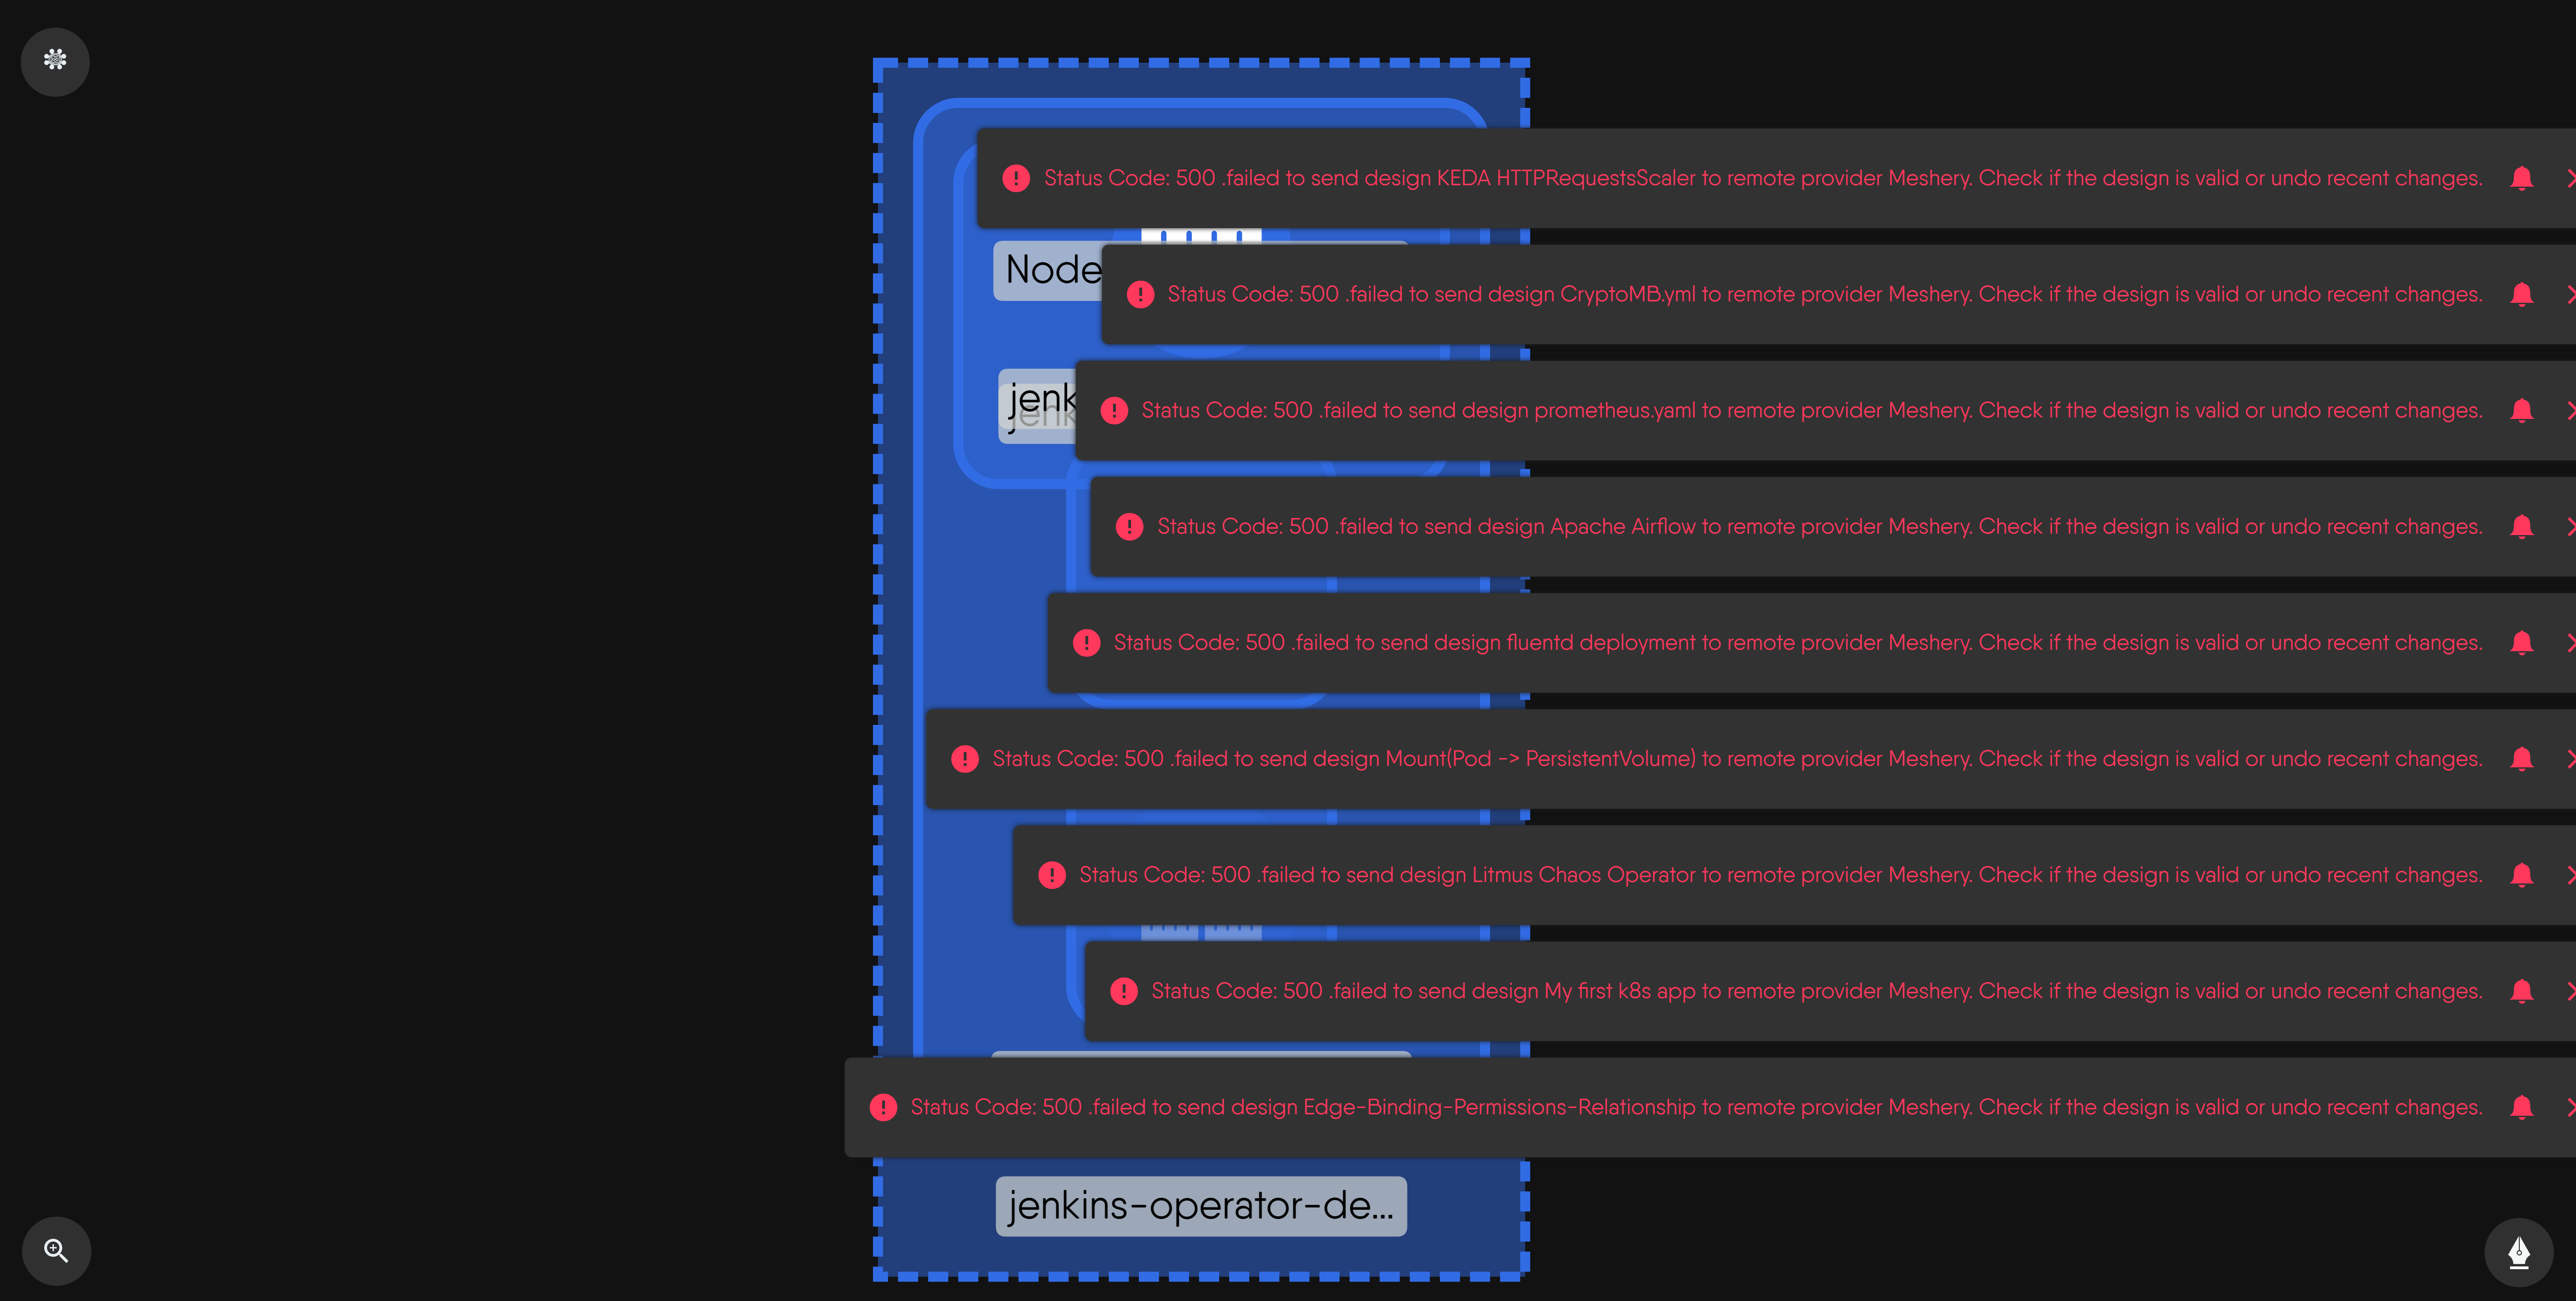 Status Code: 500 .failed to send design KEDA HTTPRequestsScaler to remote provider Meshery. Check if the design is valid or undo recent changes.
Node
Status Code: 500 .failed to send design CryptoMB.yml to remote provider Meshery. Check if the design is valid or undo recent changes.
jenk
jenk
Status Code: 500 .failed to send design prometheus.yaml to remote provider Meshery. Check if the design is valid or undo recent changes.
Status Code: 500 .failed to send design Apache Airflow to remote provider Meshery. Check if the design is valid or undo recent changes.
Status Code: 500 .failed to send design fluentd deployment to remote provider Meshery. Check if the design is valid or undo recent changes.
Status Code: 500 .failed to send design Mount(Pod -> PersistentVolume) to remote provider Meshery. Check if the design is valid or undo recent changes.
Status Code: 500 .failed to send design Litmus Chaos Operator to remote provider Meshery. Check if the design is valid or undo recent changes.
Status Code: 500 .failed to send design My first k8s app to remote provider Meshery. Check if the design is valid or undo recent changes.
Status Code: 500 .failed to send design Edge-Binding-Permissions-Relationship to remote provider Meshery. Check if the design is valid or undo recent changes.
jenkins-operator-de...